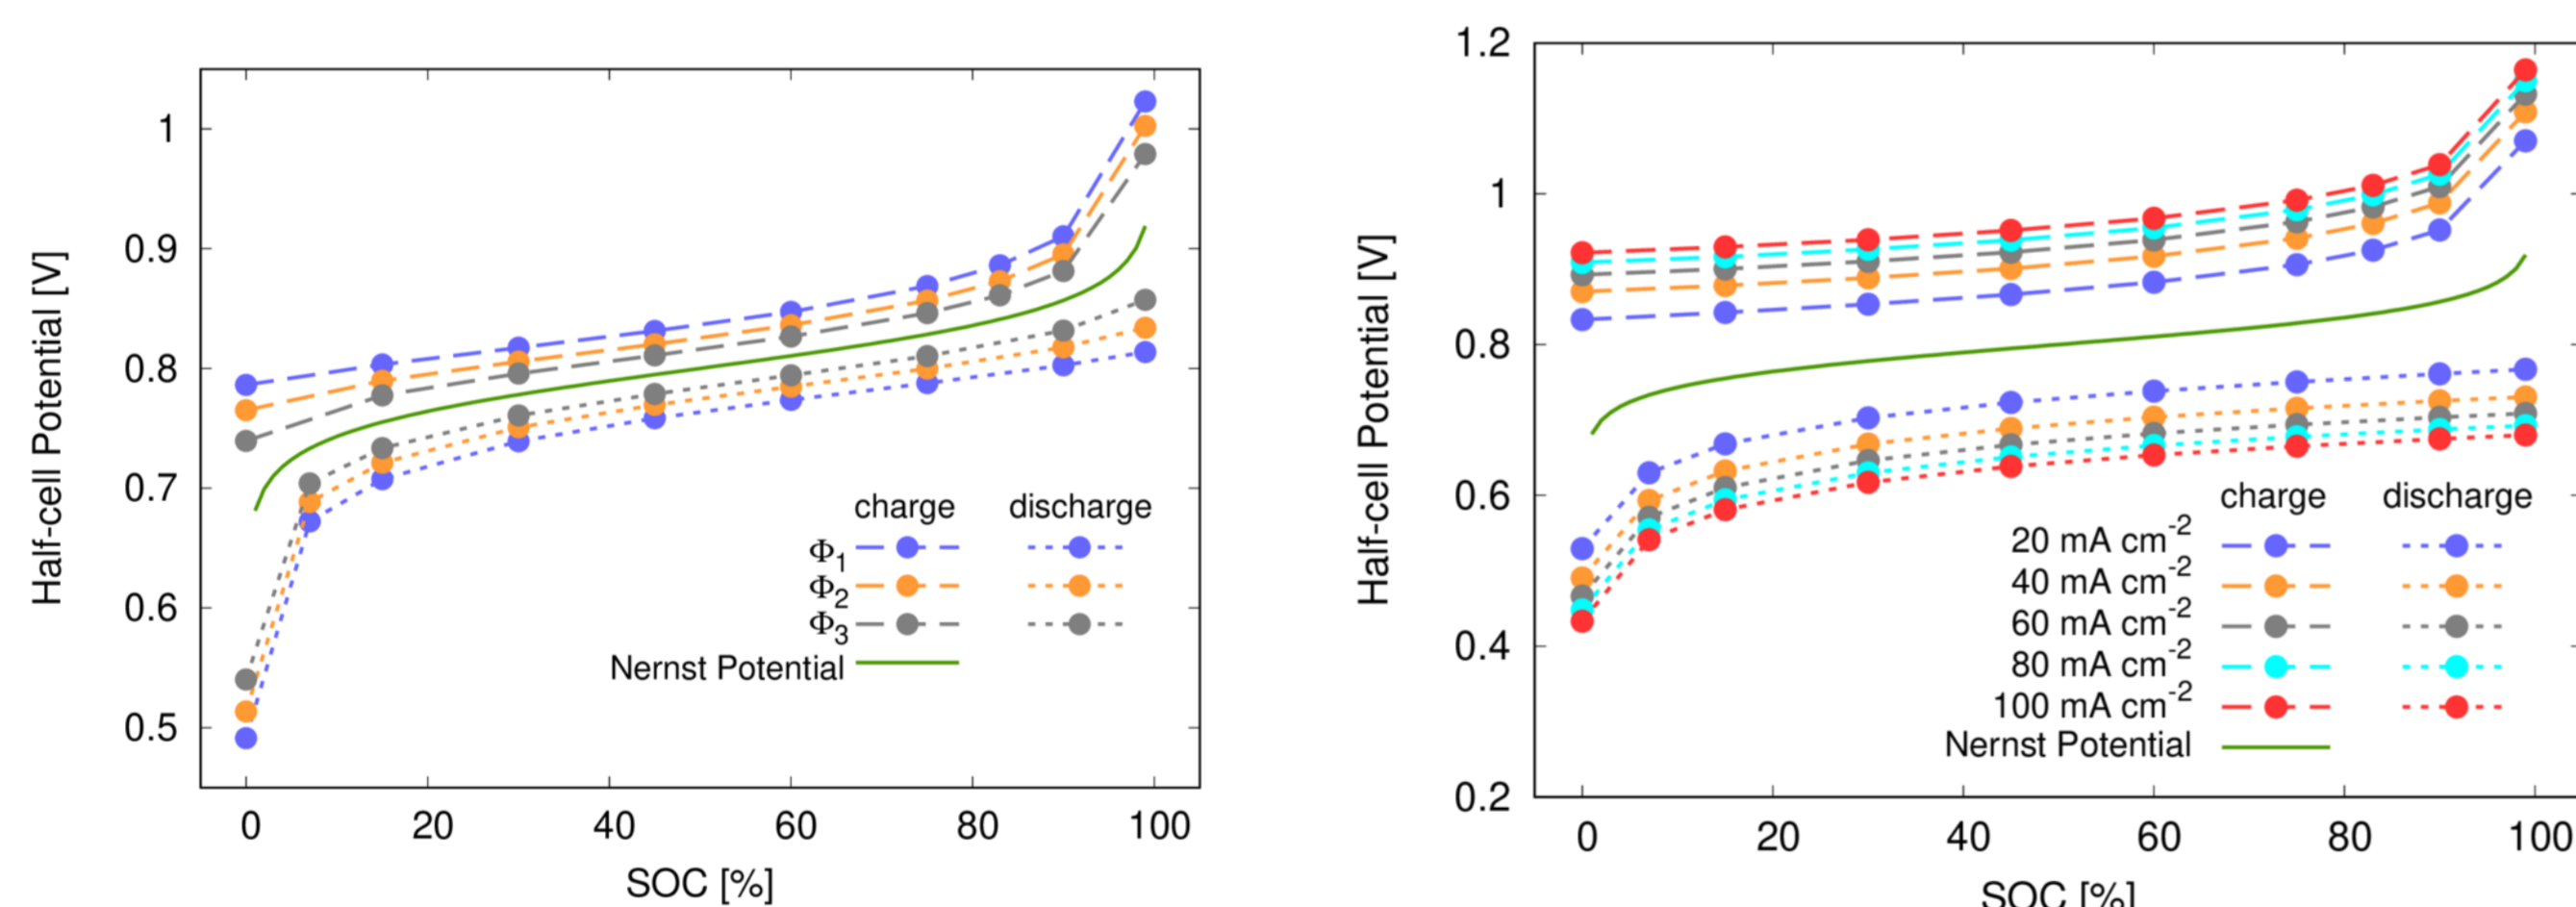 Half-cell Potential [V]
1
0.9
0.8
0.7
0.6
0.5
charge discharge
Φ1
Φ2
Φ3
Nernst Potential
0 20 40 60 80 100
SOC [%]
Half-cell Potential [V]
1.2
1
0.8
0.6
0.4
0.2
charge discharge
20 mA cm-2
40 mA cm-2
60 mA cm-2
80 mA cm-2
100 mA cm-2
Nernst Potential
0 20 40 60 80 100
SOC [%]